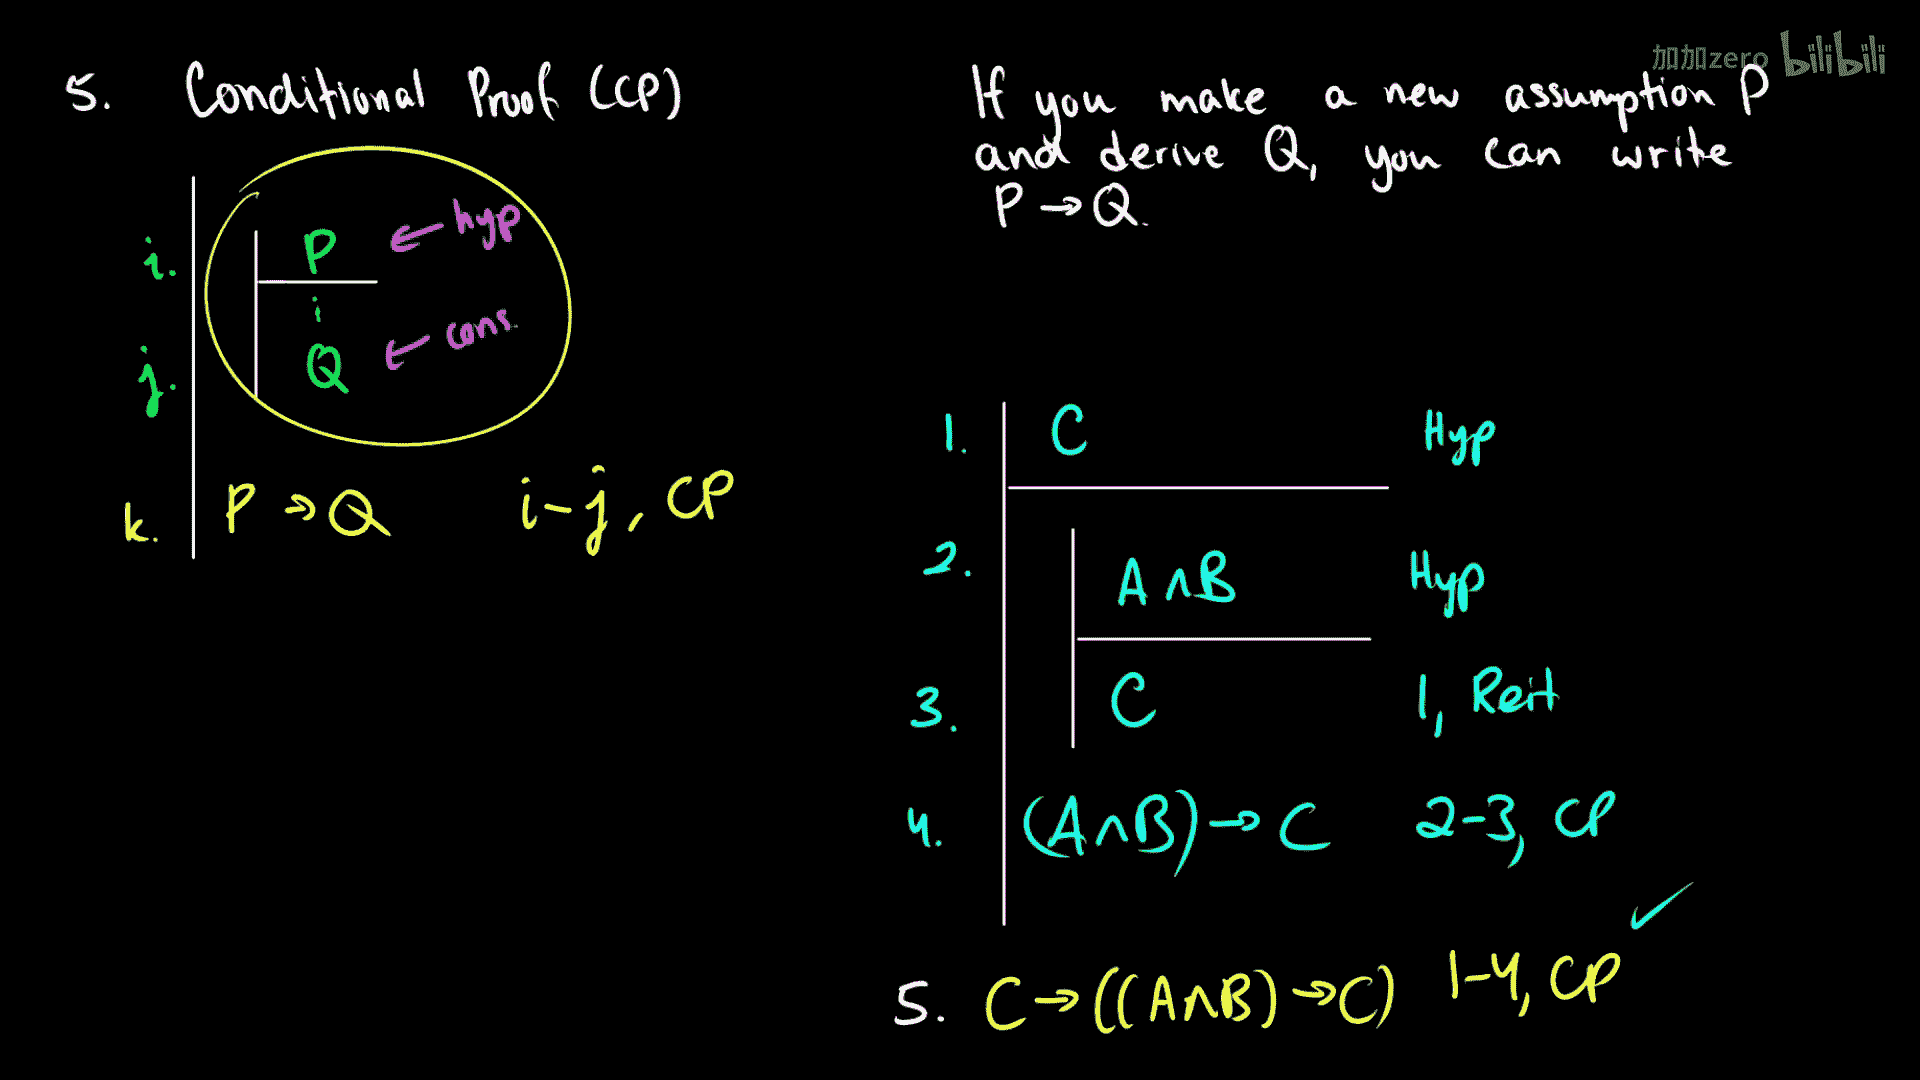 加加zero bilibili
5. Conditional Proof (CP)
i. P ← hyp
⋮
j. Q ← cons.
k. P → Q i-j, CP
If you make a new assumption P
and derive Q, you can write
P → Q.
1. C Hyp
2. A ∧ B Hyp
3. C 1, Reit
4. (A∧B) → C 2-3, CP
5. C → ((A∧B) → C) 1-4, CP ✓